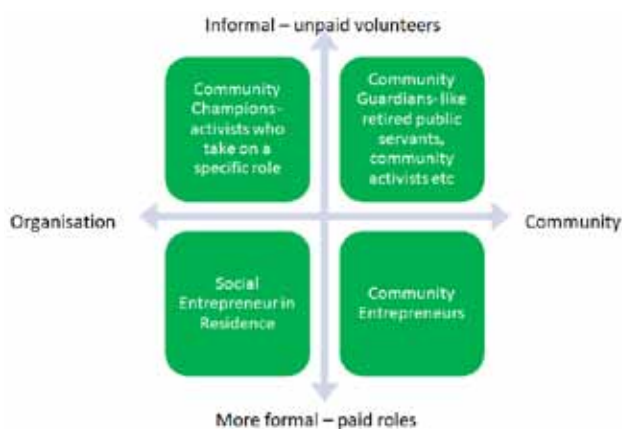 Informal – unpaid volunteers
Community
Champions-
activists who
take on a
specific role
Community
Guardians-like
retired public
servants,
community
activists etc
Organisation
Community
Social
Entrepreneur in
Residence
Community
Entrepreneurs
More formal – paid roles